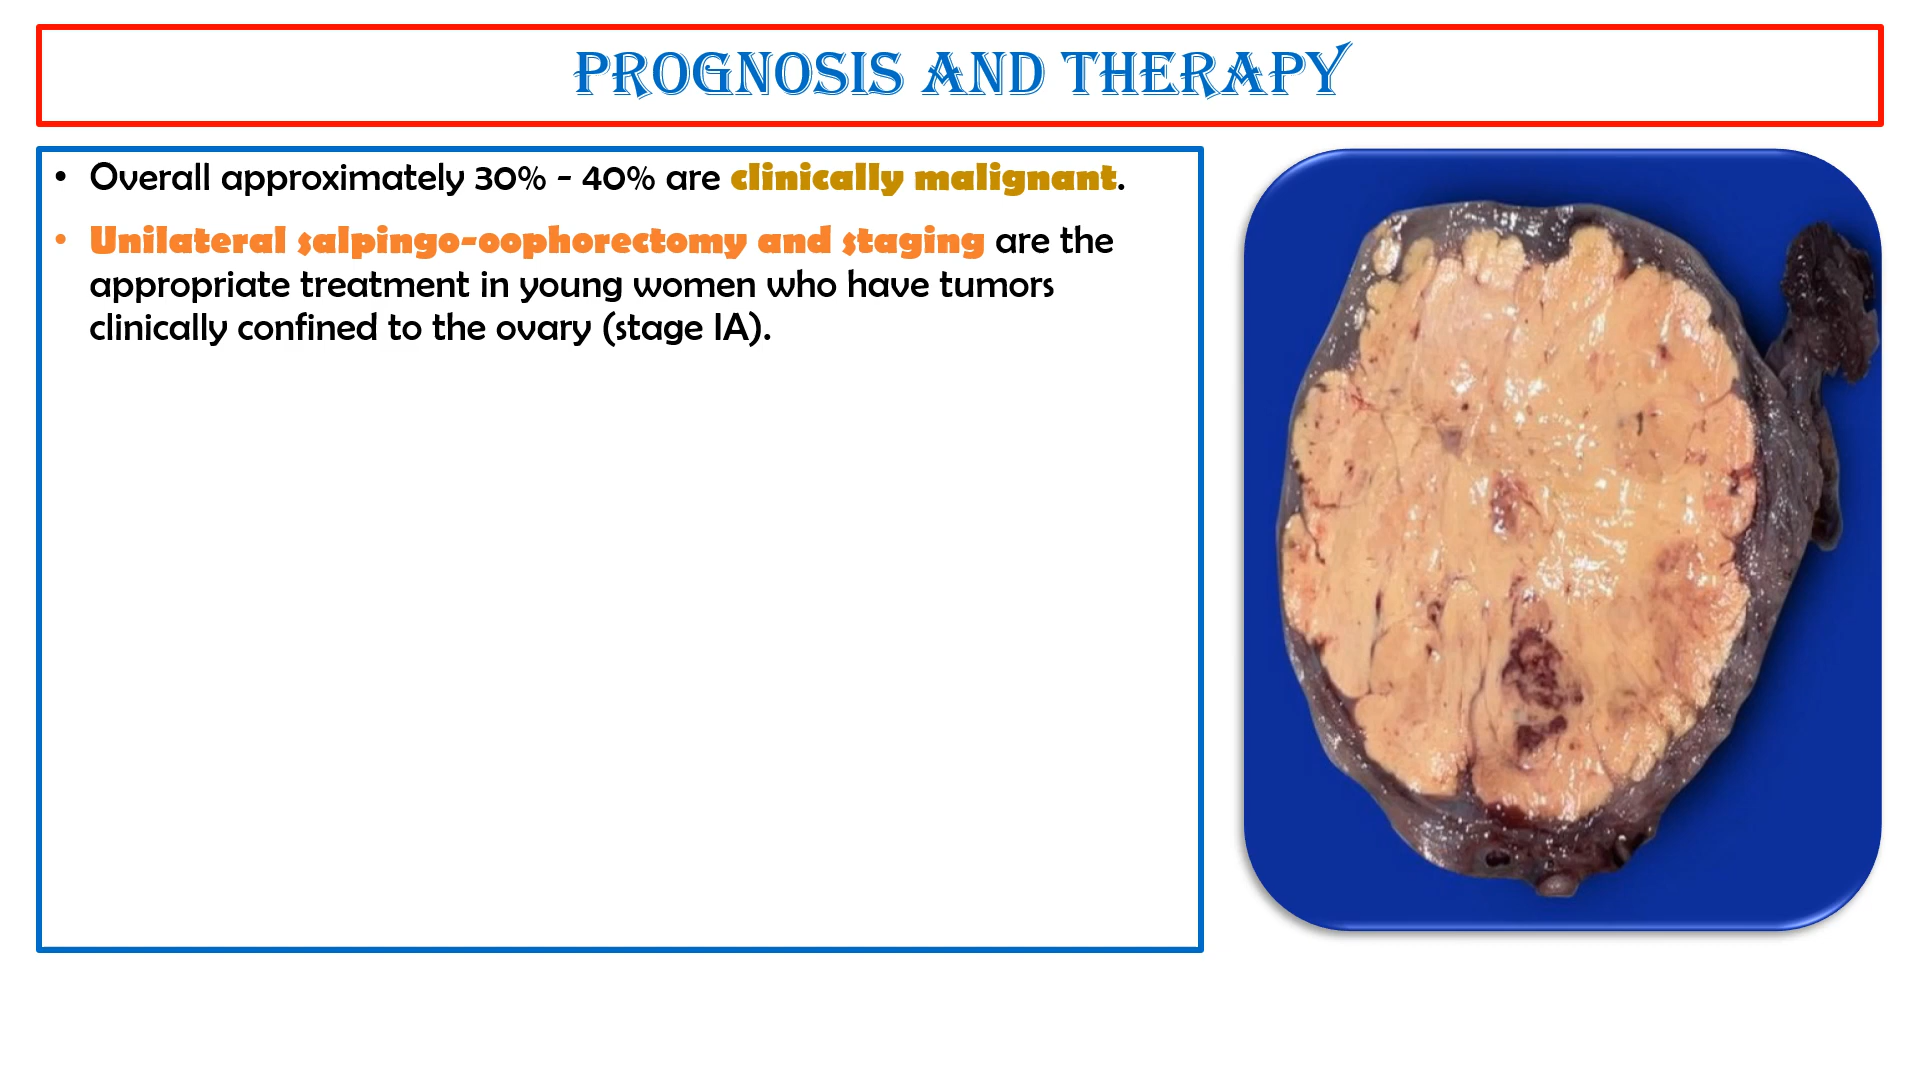 PROGNOSIS AND THERAPY
• Overall approximately 30% - 40% are clinically malignant.
• Unilateral salpingo-oophorectomy and staging are the
appropriate treatment in young women who have tumors
clinically confined to the ovary (stage IA).